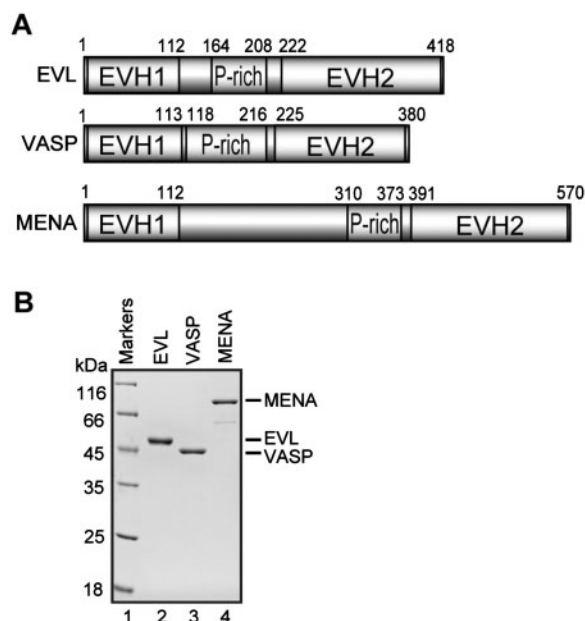 A
1 112 164 208 222 418
EVL EVH1 P-rich EVH2
1 113 118 216 225 380
VASP EVH1 P-rich EVH2
1 112 310 373 391 570
MENA EVH1 P-rich EVH2
B
Markers EVL VASP MENA
kDa
116 MENA
66
EVL
45 VASP
35
25
18
1 2 3 4